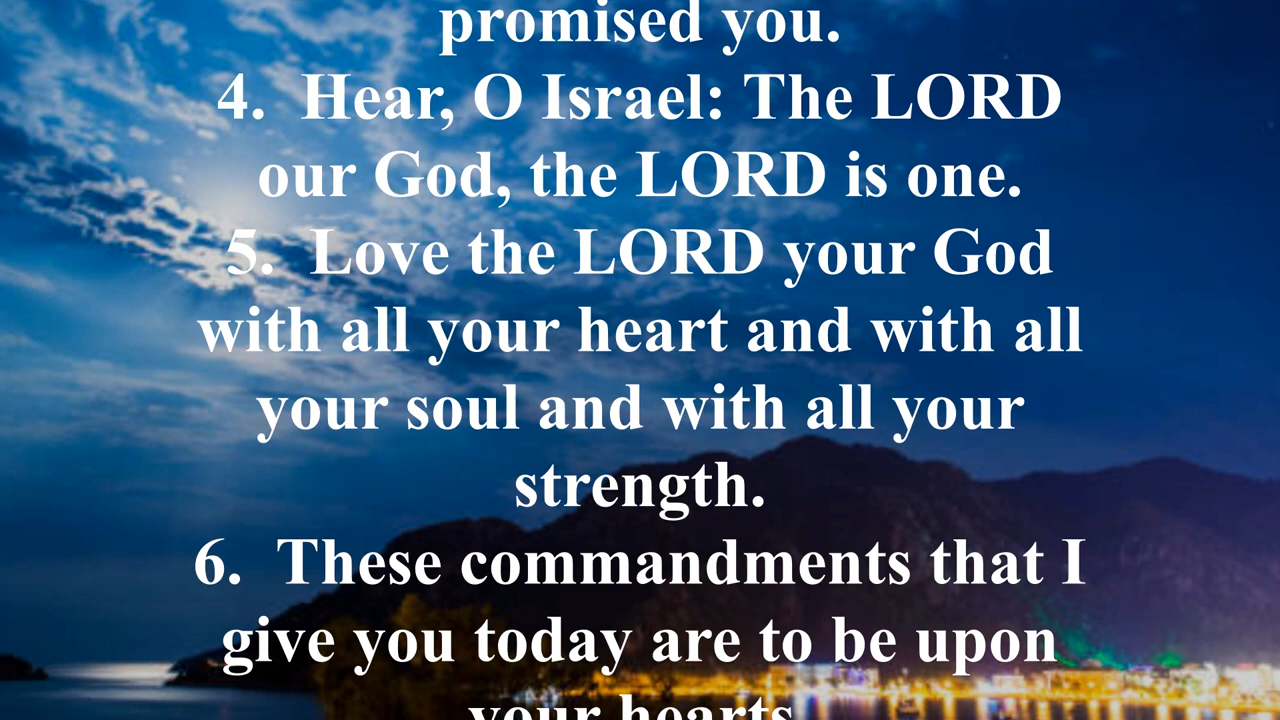 promised you.
4. Hear, O Israel: The LORD
our God, the LORD is one.
5. Love the LORD your God
with all your heart and with all
your soul and with all your
strength.
6. These commandments that I
give you today are to be upon
your hearts.